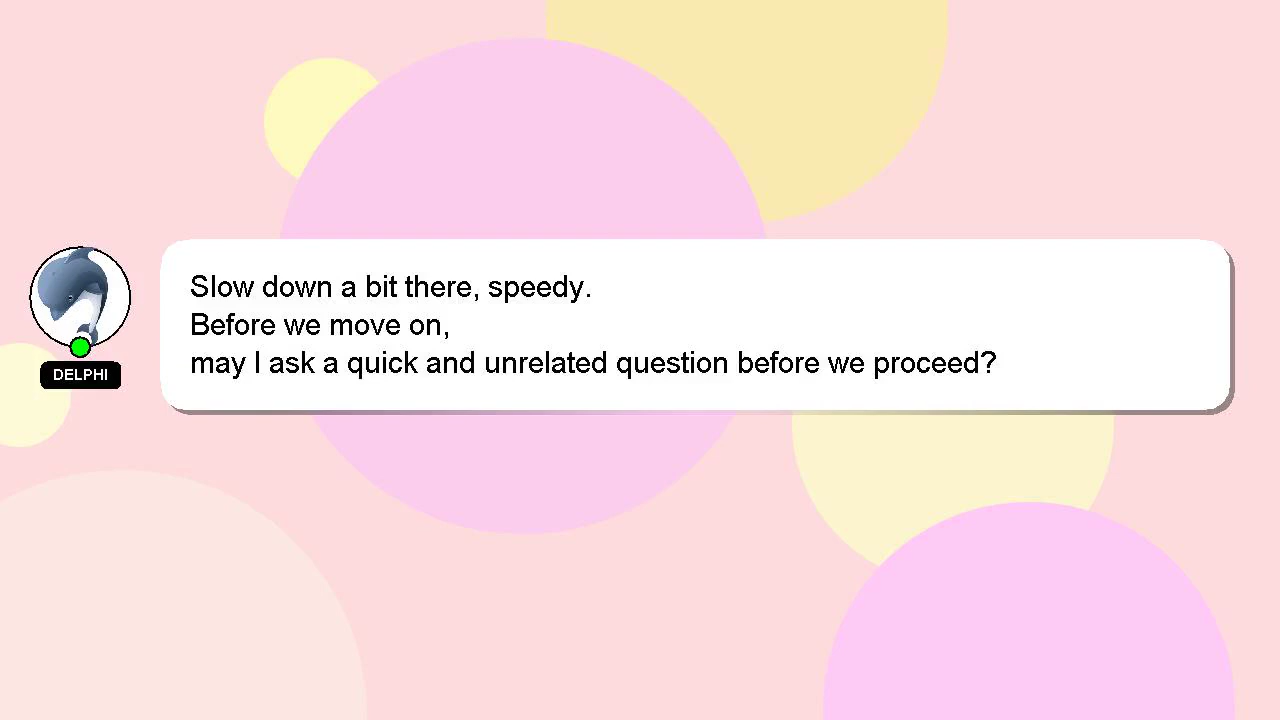 Slow down a bit there, speedy.
Before we move on,
may I ask a quick and unrelated question before we proceed?
DELPHI